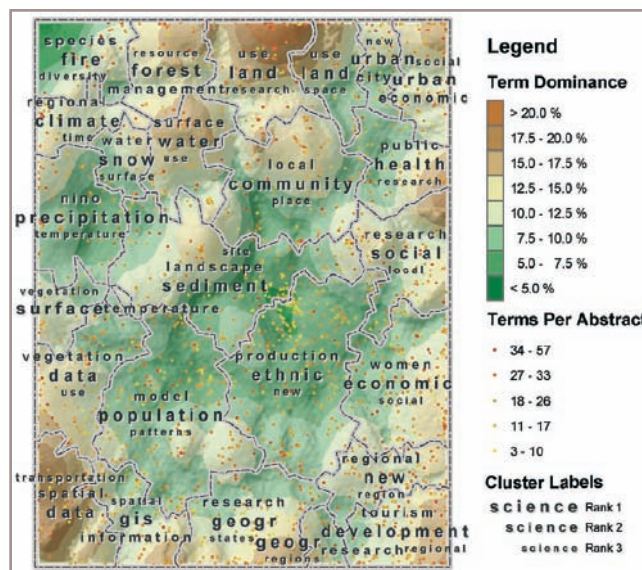 species
fire
diversity
resource
forest
management
use
land
research
use
land
space
new
urban
city
social
urban
economic
regional
climate
time
surface
water
use
water
snow
surface
local
community
place
public
health
research
nino
precipitation
temperature
site
landscape
sediment
research
social
local
vegetation
surface
temperature
vegetation
data
use
production
ethnic
new
women
economic
social
model
population
patterns
regional
new
region
transportation
spatial
data
spatial
gis
information
research
geogr
states
geogr
regions
tourism
development
research
regional
Legend
Term Dominance
> 20.0 %
17.5 - 20.0 %
15.0 - 17.5%
12.5 - 15.0 %
10.0 - 12.5%
7.5 - 10.0 %
5.0 - 7.5%
< 5.0 %
Terms Per Abstract
34 - 57
27 - 33
18 - 26
11 - 17
3 - 10
Cluster Labels
science Rank 1
science Rank 2
science Rank 3